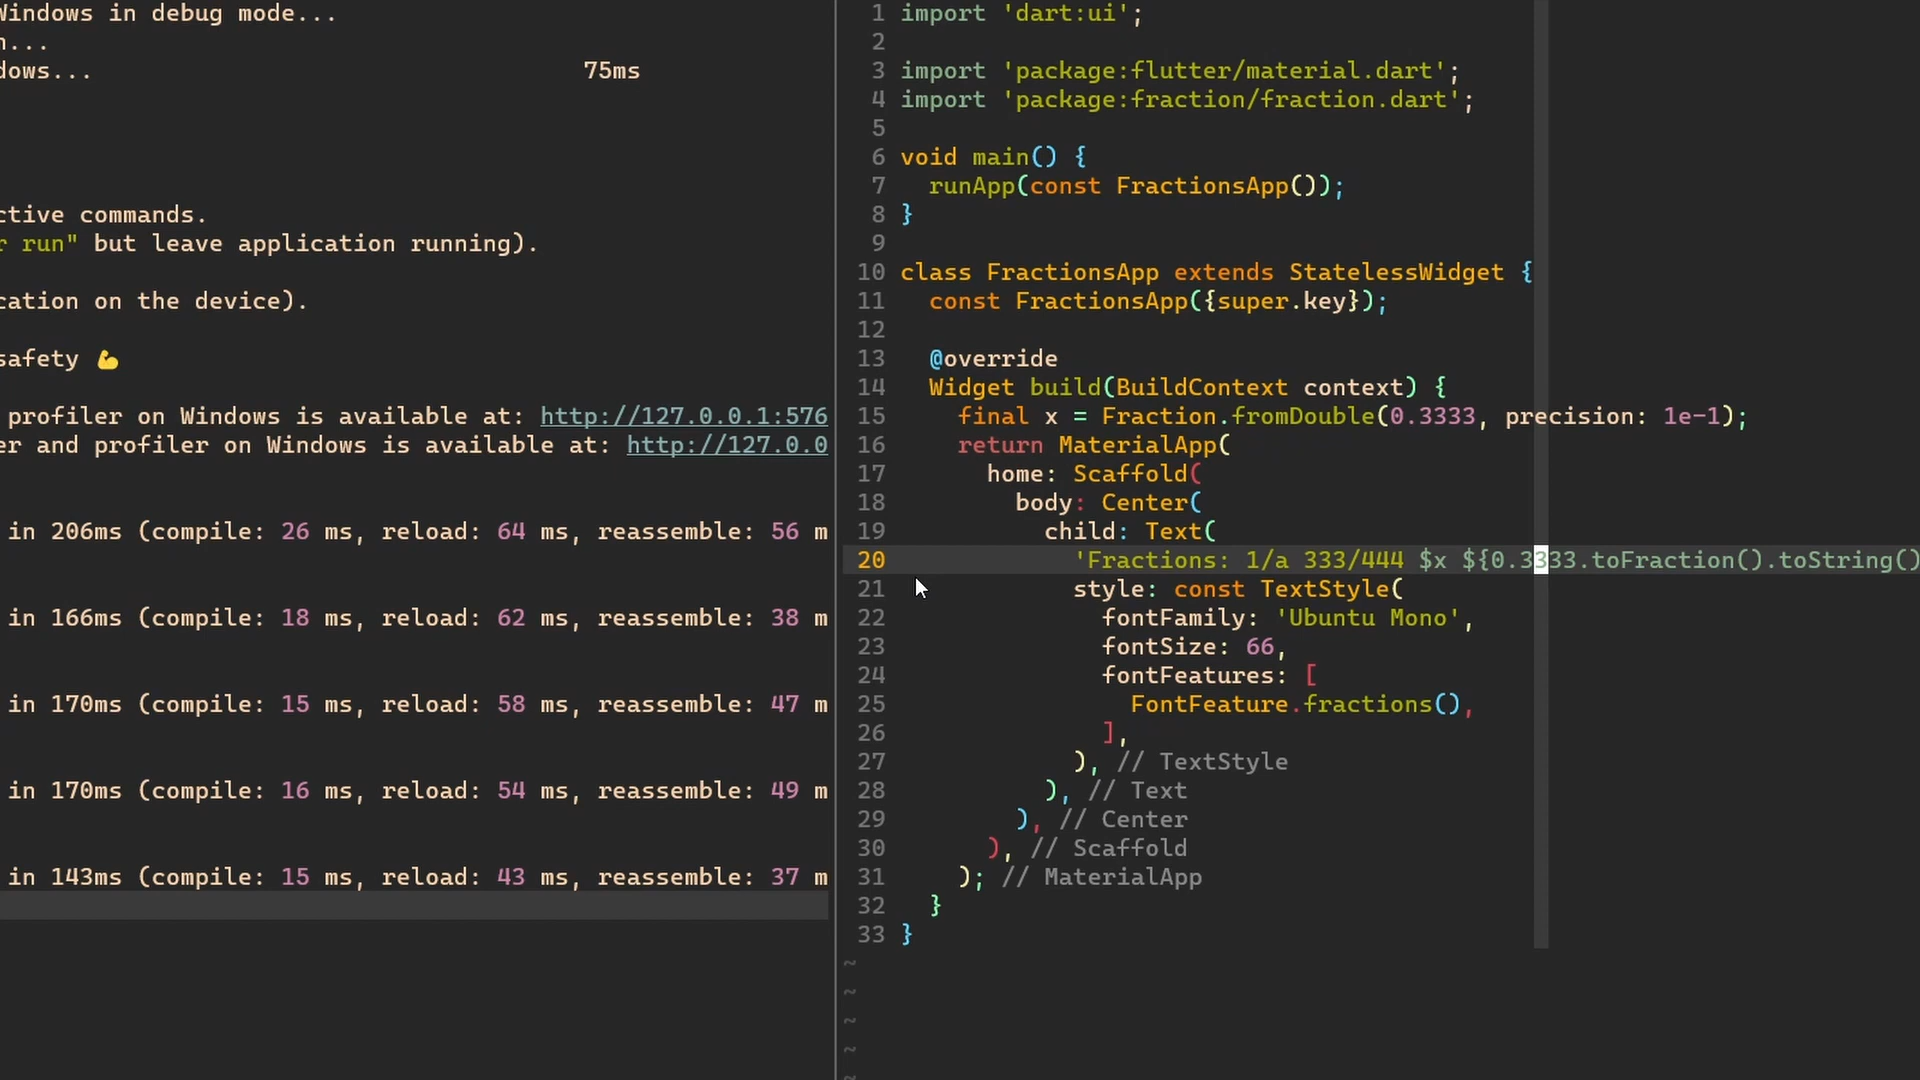 Windows in debug mode...
n...
dows... 75ms
ctive commands.
r run" but leave application running).
cation on the device).
safety 💪
profiler on Windows is available at: http://127.0.0.1:576
er and profiler on Windows is available at: http://127.0.0
in 206ms (compile: 26 ms, reload: 64 ms, reassemble: 56 m
in 166ms (compile: 18 ms, reload: 62 ms, reassemble: 38 m
in 170ms (compile: 15 ms, reload: 58 ms, reassemble: 47 m
in 170ms (compile: 16 ms, reload: 54 ms, reassemble: 49 m
in 143ms (compile: 15 ms, reload: 43 ms, reassemble: 37 m
1 import 'dart:ui';
2
3 import 'package:flutter/material.dart';
4 import 'package:fraction/fraction.dart';
5
6 void main() {
7   runApp(const FractionsApp());
8 }
9
10 class FractionsApp extends StatelessWidget {
11   const FractionsApp({super.key});
12
13   @override
14   Widget build(BuildContext context) {
15     final x = Fraction.fromDouble(0.3333, precision: 1e-1);
16     return MaterialApp(
17       home: Scaffold(
18         body: Center(
19           child: Text(
20             'Fractions: 1/a 333/444 $x ${0.3333.toFraction().toString()
21             style: const TextStyle(
22               fontFamily: 'Ubuntu Mono',
23               fontSize: 66,
24               fontFeatures: [
25                 FontFeature.fractions(),
26               ],
27             ), // TextStyle
28           ), // Text
29         ), // Center
30       ), // Scaffold
31     ); // MaterialApp
32   }
33 }
~
~
~
~
~